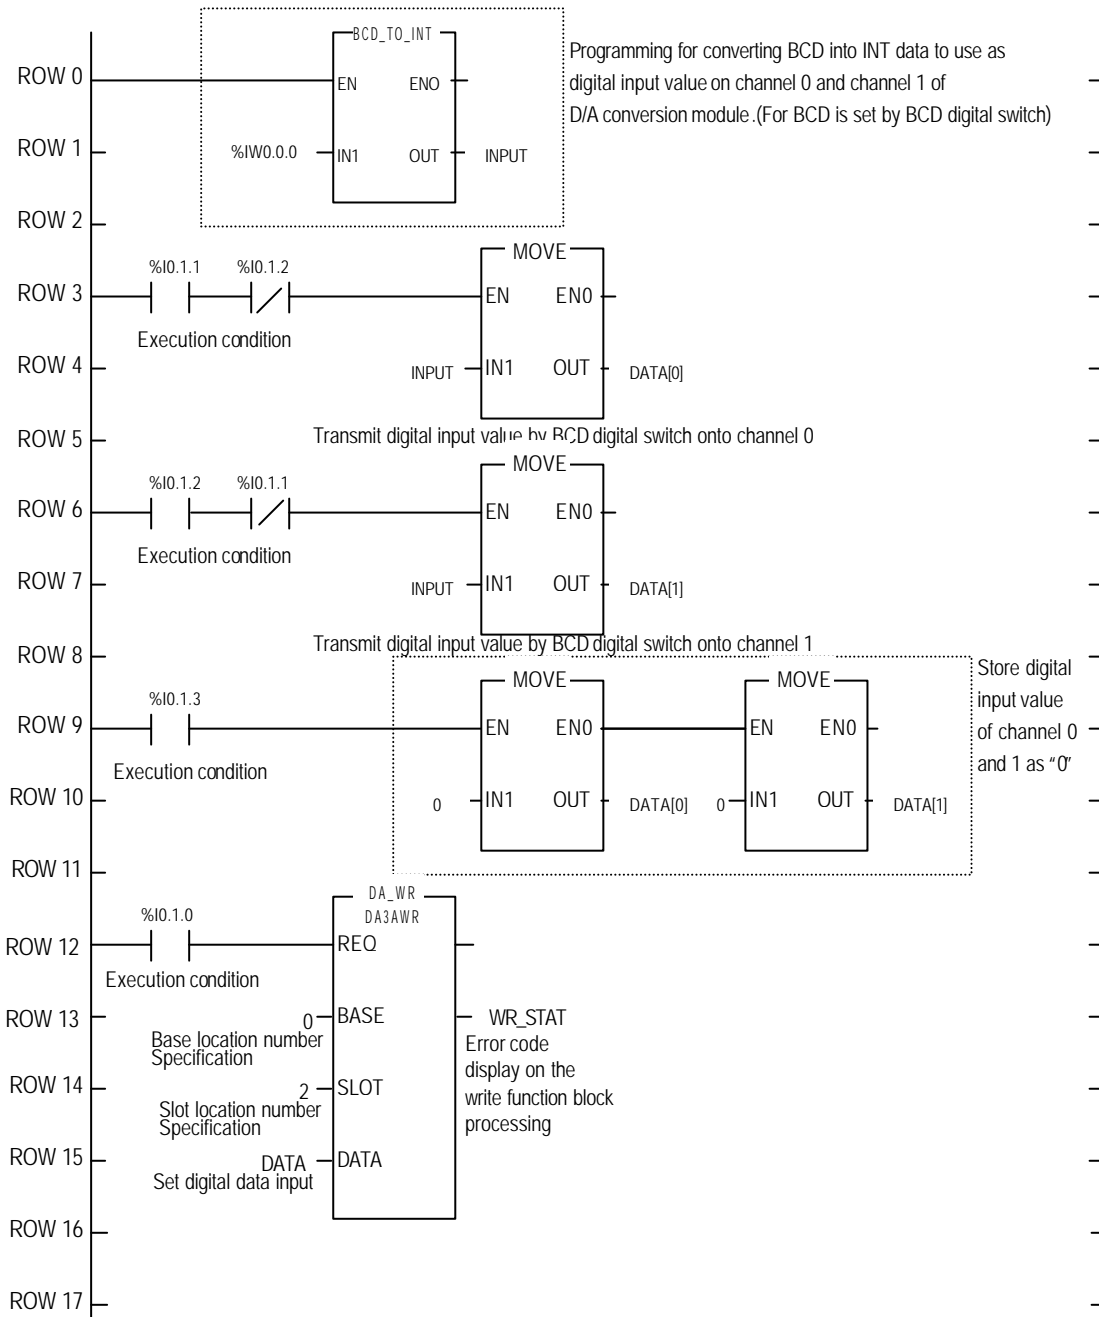 BCD_TO_INT
Programming for converting BCD into INT data to use as
ROW 0
EN ENO
digital input value on channel 0 and channel 1 of
D/A conversion module.(For BCD is set by BCD digital switch)
ROW 1
%IW0.0.0 IN1 OUT INPUT
ROW 2
MOVE
%I0.1.1 %I0.1.2
ROW 3
EN EN0
Execution condition
ROW 4
INPUT IN1 OUT DATA[0]
ROW 5
Transmit digital input value by BCD digital switch onto channel 0
MOVE
%I0.1.2 %I0.1.1
ROW 6
EN EN0
Execution condition
ROW 7
INPUT IN1 OUT DATA[1]
Transmit digital input value by BCD digital switch onto channel 1
ROW 8
MOVE MOVE
Store digital
input value
of channel 0
and 1 as “0”
%I0.1.3
ROW 9
EN EN0 EN EN0
Execution condition
ROW 10
0 IN1 OUT DATA[0] 0 IN1 OUT DATA[1]
ROW 11
DA_WR
DA3AWR
%I0.1.0
ROW 12
REQ
Execution condition
ROW 13
0 BASE WR_STAT
Base location number
Specification
Error code
display on the
write function block
processing
ROW 14
2 SLOT
Slot location number
Specification
ROW 15
DATA DATA
Set digital data input
ROW 16
ROW 17